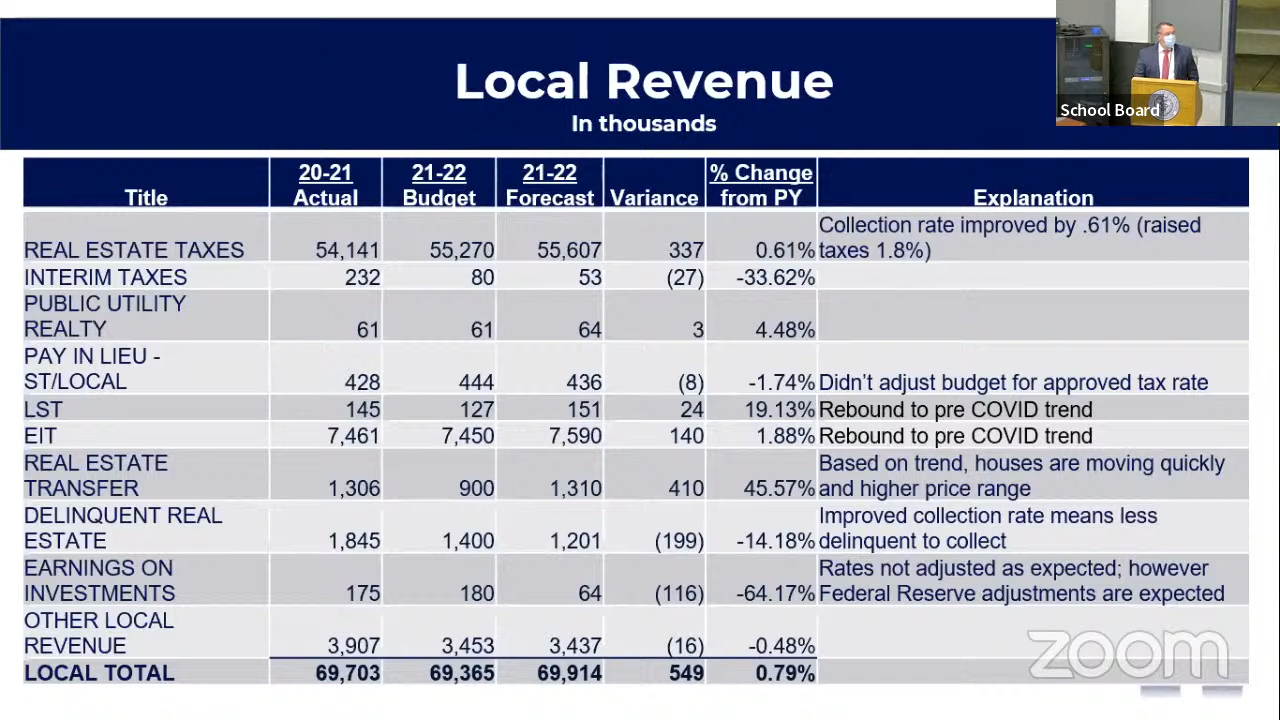 Local Revenue
In thousands
School Board
Title 20-21 Actual 21-22 Budget 21-22 Forecast Variance % Change from PY Explanation
REAL ESTATE TAXES 54,141 55,270 55,607 337 0.61% Collection rate improved by .61% (raised taxes 1.8%)
INTERIM TAXES 232 80 53 (27) -33.62%
PUBLIC UTILITY REALTY 61 61 64 3 4.48%
PAY IN LIEU - ST/LOCAL 428 444 436 (8) -1.74% Didn't adjust budget for approved tax rate
LST 145 127 151 24 19.13% Rebound to pre COVID trend
EIT 7,461 7,450 7,590 140 1.88% Rebound to pre COVID trend
REAL ESTATE TRANSFER 1,306 900 1,310 410 45.57% Based on trend, houses are moving quickly and higher price range
DELINQUENT REAL ESTATE 1,845 1,400 1,201 (199) -14.18% Improved collection rate means less delinquent to collect
EARNINGS ON INVESTMENTS 175 180 64 (116) -64.17% Rates not adjusted as expected; however Federal Reserve adjustments are expected
OTHER LOCAL REVENUE 3,907 3,453 3,437 (16) -0.48%
LOCAL TOTAL 69,703 69,365 69,914 549 0.79%
zoom